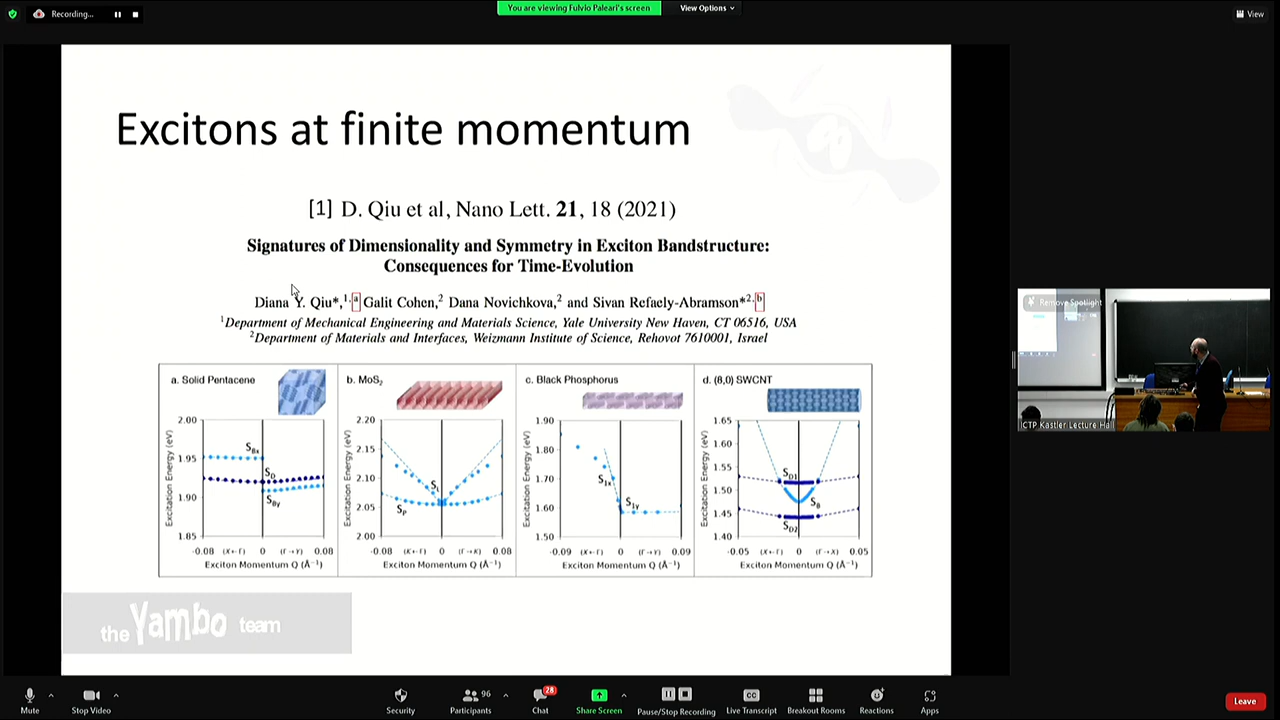 Recording...
You are viewing Fulvio Paleari's screen
View Options
View
Excitons at finite momentum
[1] D. Qiu et al, Nano Lett. 21, 18 (2021)
Signatures of Dimensionality and Symmetry in Exciton Bandstructure:
Consequences for Time-Evolution
Diana Y. Qiu*,1, a Galit Cohen,2 Dana Novichkova,2 and Sivan Refaely-Abramson*2, b
1Department of Mechanical Engineering and Materials Science, Yale University New Haven, CT 06516, USA
2Department of Materials and Interfaces, Weizmann Institute of Science, Rehovot 7610001, Israel
a. Solid Pentacene
2.00
1.95
1.90
1.85
Excitation Energy (eV)
SBx
SD
SBy
-0.08 (X←Γ) 0 (Γ→Y) 0.08
Exciton Momentum Q (Å⁻¹)
b. MoS2
2.20
2.15
2.10
2.05
2.00
Excitation Energy (eV)
SP
-0.08 (K←Γ) 0 (Γ→K) 0.08
Exciton Momentum Q (Å⁻¹)
c. Black Phosphorus
1.90
1.80
1.70
1.60
1.50
Excitation Energy (eV)
S1x
S1y
-0.09 (X←Γ) 0 (Γ→Y) 0.09
Exciton Momentum Q (Å⁻¹)
d. (8,0) SWCNT
1.65
1.60
1.55
1.50
1.45
1.40
Excitation Energy (eV)
SD1
SB
SD2
-0.05 (X←Γ) 0 (Γ→X) 0.05
Exciton Momentum Q (Å⁻¹)
the Yambo team
Remove Spotlight
ICTP Kastler Lecture Hall
Mute
Stop Video
Security
96
Participants
28
Chat
Share Screen
Pause/Stop Recording
CC
Live Transcript
Breakout Rooms
Reactions
Apps
Leave